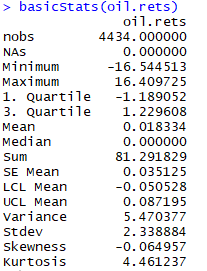 > basicStats(oil.rets)
oil.rets
nobs 4434.000000
NAs 0.000000
Minimum -16.544513
Maximum 16.409725
1. Quartile -1.189052
3. Quartile 1.229608
Mean 0.018334
Median 0.000000
Sum 81.291829
SE Mean 0.035125
LCL Mean -0.050528
UCL Mean 0.087195
Variance 5.470377
Stdev 2.338884
Skewness -0.064957
Kurtosis 4.461237